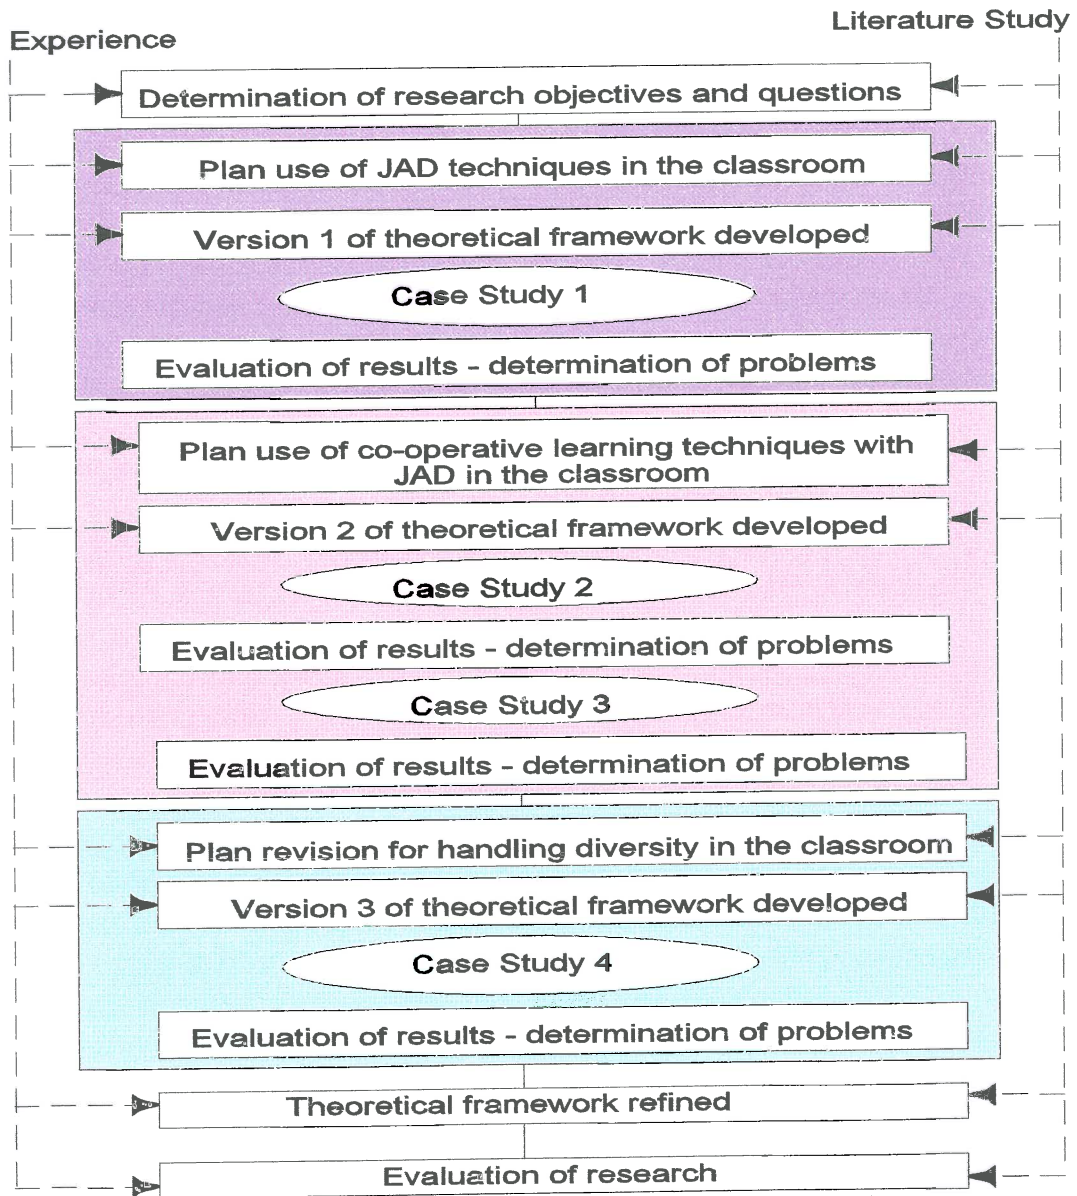 Experience
Literature Study
Determination of research objectives and questions
Plan use of JAD techniques in the classroom
Version 1 of theoretical framework developed
Case Study 1
Evaluation of results - determination of problems
Plan use of co-operative learning techniques with
JAD in the classroom
Version 2 of theoretical framework developed
Case Study 2
Evaluation of results - determination of problems
Case Study 3
Evaluation of results - determination of problems
Plan revision for handling diversity in the classroom
Version 3 of theoretical framework developed
Case Study 4
Evaluation of results - determination of problems
Theoretical framework refined
Evaluation of research